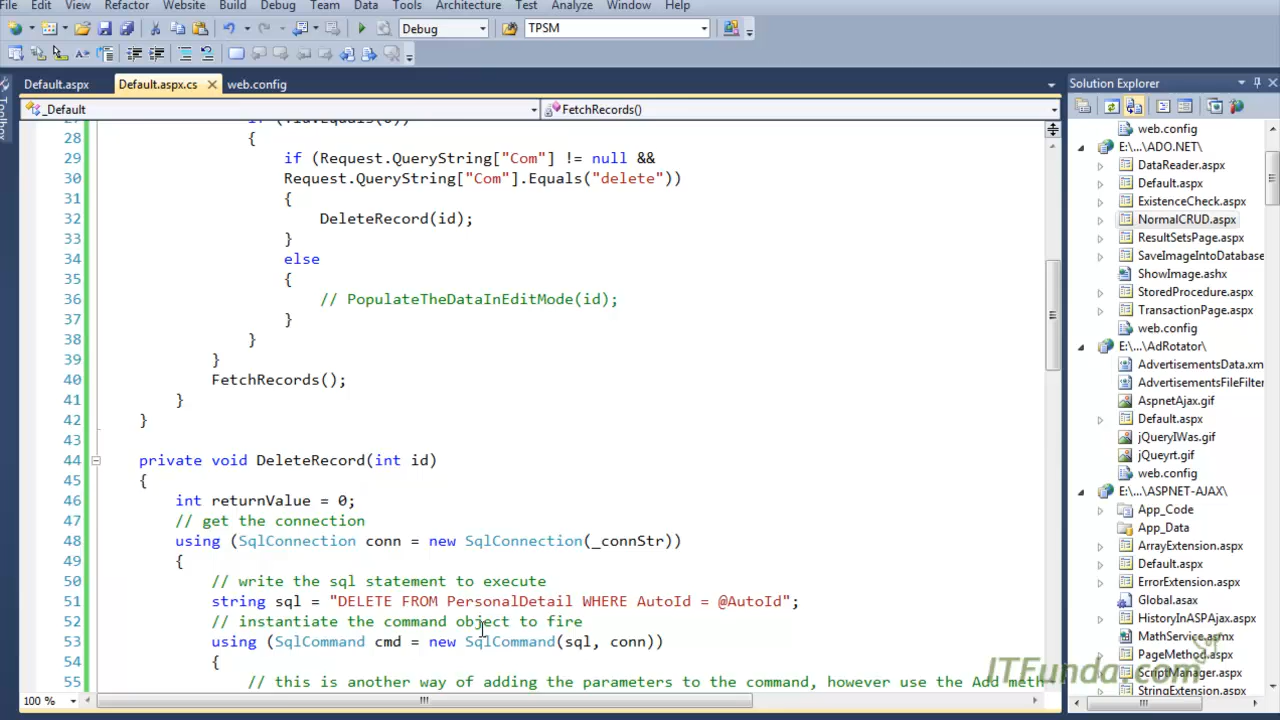 File Edit View Refactor Website Build Debug Team Data Tools Architecture Test Analyze Window Help
Debug TPSM
Default.aspx Default.aspx.cs web.config
_Default FetchRecords()
28 {
29 if (Request.QueryString["Com"] != null &&
30 Request.QueryString["Com"].Equals("delete"))
31 {
32 DeleteRecord(id);
33 }
34 else
35 {
36 // PopulateTheDataInEditMode(id);
37 }
38 }
39 }
40 FetchRecords();
41 }
42 }
43
44 private void DeleteRecord(int id)
45 {
46 int returnValue = 0;
47 // get the connection
48 using (SqlConnection conn = new SqlConnection(_connStr))
49 {
50 // write the sql statement to execute
51 string sql = "DELETE FROM PersonalDetail WHERE AutoId = @AutoId";
52 // instantiate the command object to fire
53 using (SqlCommand cmd = new SqlCommand(sql, conn))
54 {
55 // this is another way of adding the parameters to the command, however use the Add meth
100 %
Toolbox
Solution Explorer
web.config
E:\...\ADO.NET\
DataReader.aspx
Default.aspx
ExistenceCheck.aspx
NormalCRUD.aspx
ResultSetsPage.aspx
SaveImageIntoDatabase
ShowImage.ashx
StoredProcedure.aspx
TransactionPage.aspx
web.config
E:\...\AdRotator\
AdvertisementsData.xm
AdvertisementsFileFilter
AspnetAjax.gif
Default.aspx
jQueryIWas.gif
jQueyrt.gif
web.config
E:\...\ASPNET-AJAX\
App_Code
App_Data
ArrayExtension.aspx
Default.aspx
ErrorExtension.aspx
Global.asax
HistoryInASPAjax.aspx
MathService.asmx
PageMethod.aspx
ScriptManager.aspx
StringExtension.aspx
ITFunda.com